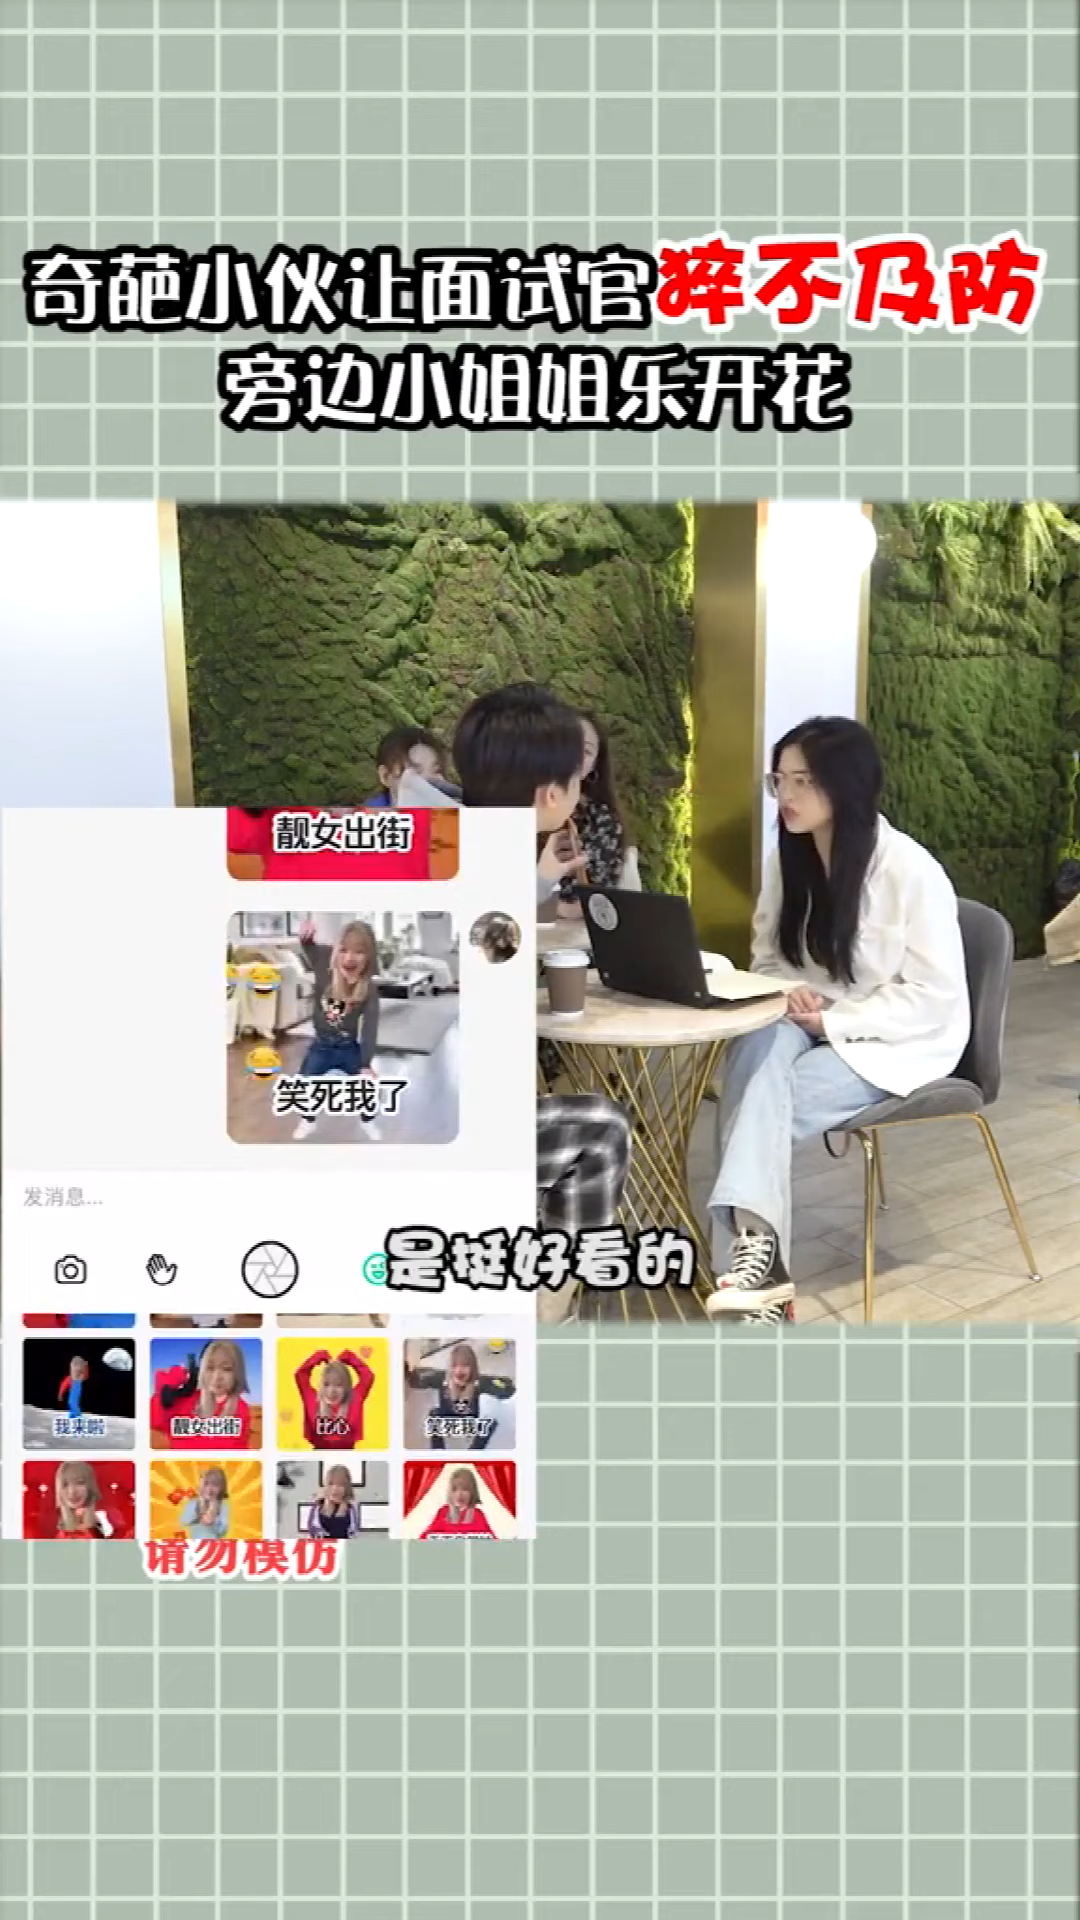 奇葩小伙让面试官猝不及防
旁边小姐姐乐开花
靓女出街
笑死我了
发消息...
是挺好看的
我来啦
靓女出街
比心
笑死我了
请勿模仿